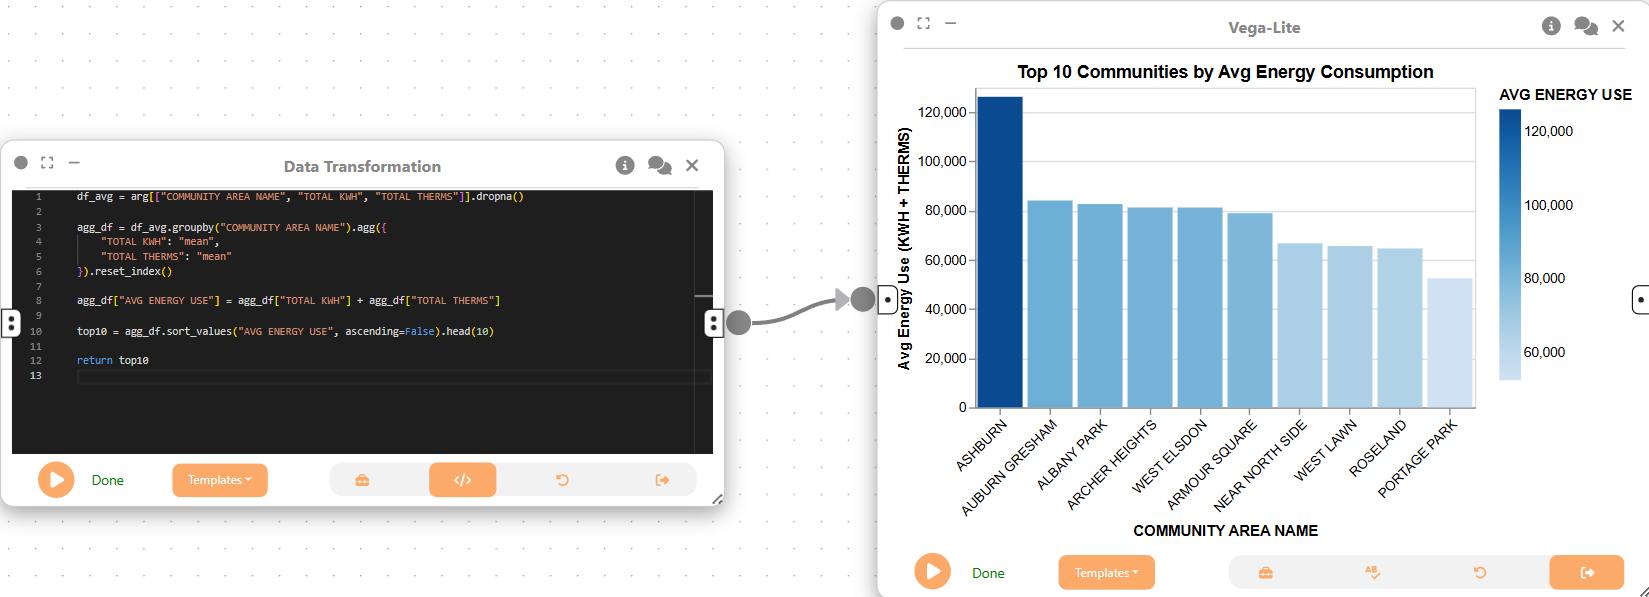 Data Transformation
1 df_avg = arg[["COMMUNITY AREA NAME", "TOTAL KWH", "TOTAL THERMS"]].dropna()
2
3 agg_df = df_avg.groupby("COMMUNITY AREA NAME").agg({
4 "TOTAL KWH": "mean",
5 "TOTAL THERMS": "mean"
6 }).reset_index()
7
8 agg_df["AVG ENERGY USE"] = agg_df["TOTAL KWH"] + agg_df["TOTAL THERMS"]
9
10 top10 = agg_df.sort_values("AVG ENERGY USE", ascending=False).head(10)
11
12 return top10
13
Done
Templates
</>
Vega-Lite
Top 10 Communities by Avg Energy Consumption
Avg Energy Use (KWH + THERMS)
120,000
100,000
80,000
60,000
40,000
20,000
0
ASHBURN
AUBURN GRESHAM
ALBANY PARK
ARCHER HEIGHTS
WEST ELSDON
ARMOUR SQUARE
NEAR NORTH SIDE
WEST LAWN
ROSELAND
PORTAGE PARK
COMMUNITY AREA NAME
AVG ENERGY USE
120,000
100,000
80,000
60,000
Done
Templates
AB